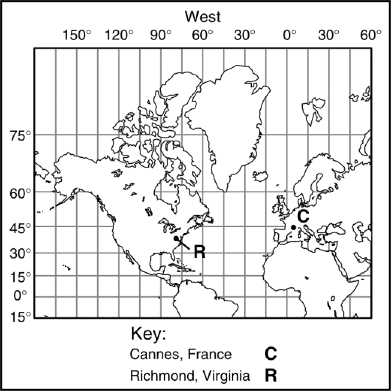 West
150° 120° 90° 60° 30° 0° 30° 60°
75°
60°
C
45°
R
30°
15°
0°
15°
Key:
Cannes, France C
Richmond, Virginia R